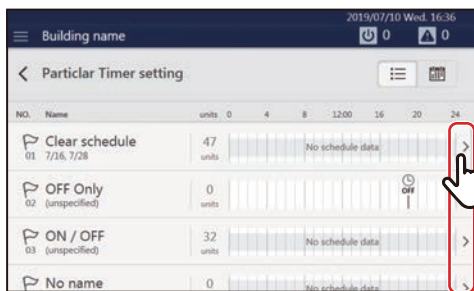 2019/07/10 Wed. 16:36
Building name 0 0
Particlar Timer setting
NO. Name units 0 4 8 12:00 16 20 24
Clear schedule 47 No schedule data
01 7/16, 7/28 units
OFF Only 0 OFF
02 (unspecified) units
ON / OFF 32 No schedule data
03 (unspecified) units
No name 0 No schedule data